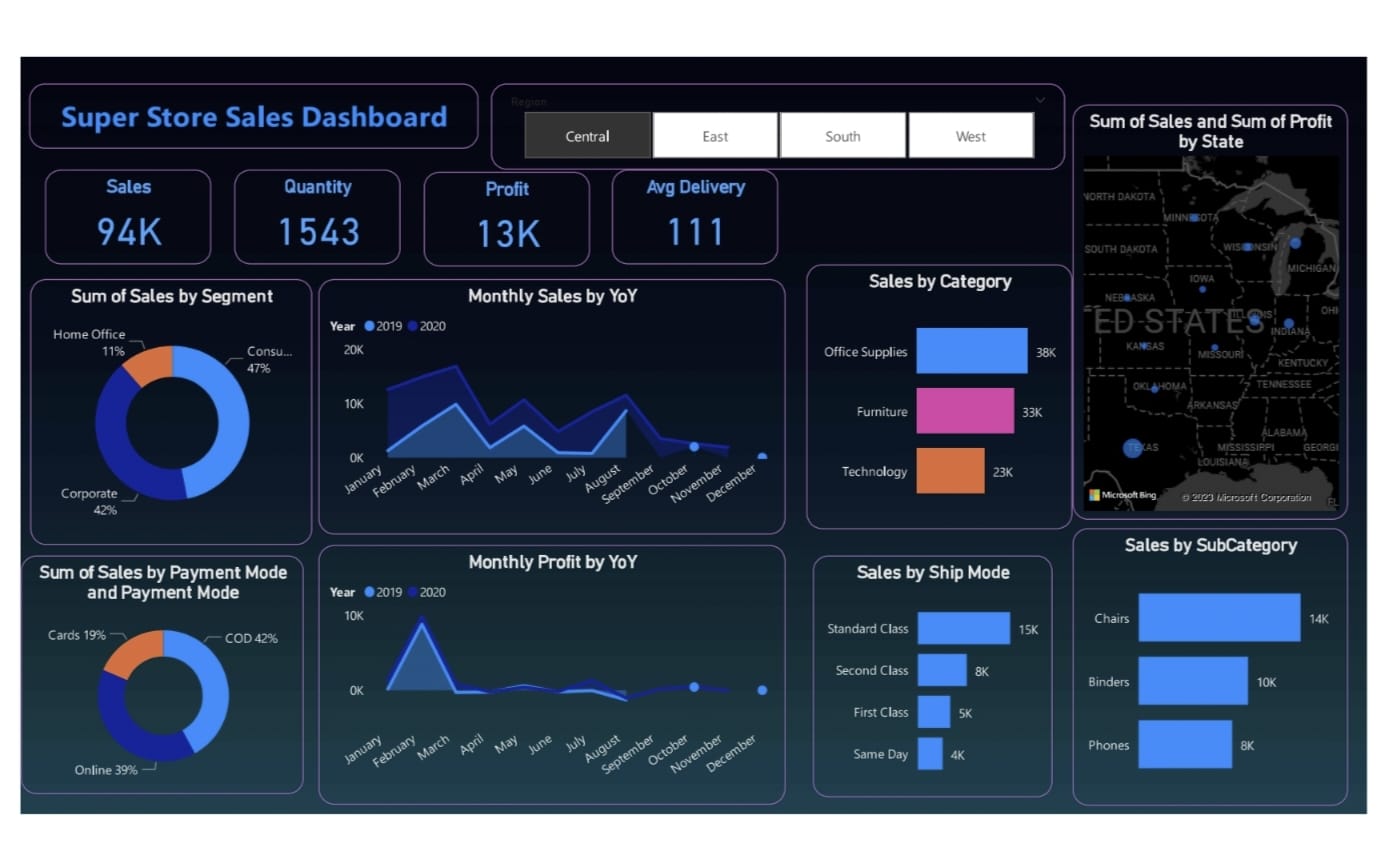 Super Store Sales Dashboard
Region
Central
East
South
West
Sales
94K
Quantity
1543
Profit
13K
Avg Delivery
111
Sum of Sales by Segment
Home Office
11%
Consu...
47%
Corporate
42%
Monthly Sales by YoY
Year 2019 2020
20K
10K
0K
January
February
March
April
May
June
July
August
September
October
November
December
Sales by Category
Office Supplies 38K
Furniture 33K
Technology 23K
Sum of Sales and Sum of Profit
by State
NORTH DAKOTA
MINNESOTA
SOUTH DAKOTA
WISCONSIN
MICHIGAN
IOWA
NEBRASKA
ILLINOIS
OHI
ED STATES
INDIANA
KANSAS
MISSOURI
KENTUCKY
OKLAHOMA
TENNESSEE
ARKANSAS
ALABAMA
TEXAS
MISSISSIPPI
GEORGI
LOUISIANA
Microsoft Bing
© 2023 Microsoft Corporation
FL
Sum of Sales by Payment Mode
and Payment Mode
Cards 19%
COD 42%
Online 39%
Monthly Profit by YoY
Year 2019 2020
10K
0K
January
February
March
April
May
June
July
August
September
October
November
December
Sales by Ship Mode
Standard Class 15K
Second Class 8K
First Class 5K
Same Day 4K
Sales by SubCategory
Chairs 14K
Binders 10K
Phones 8K